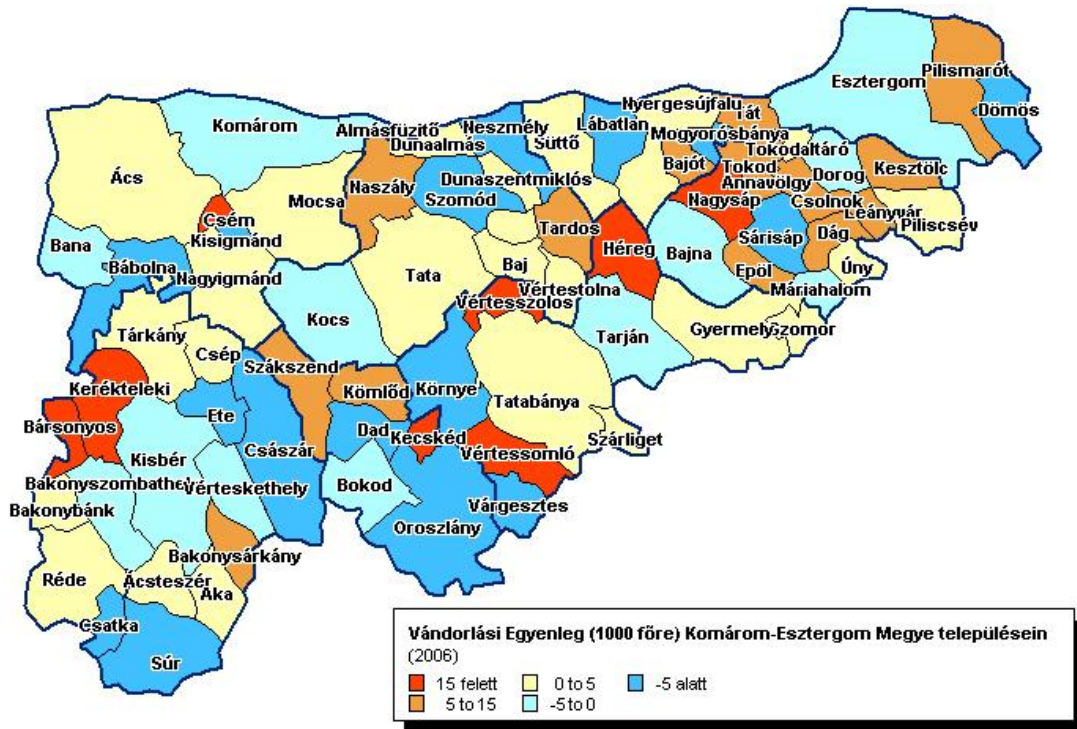 Esztergom
Pilismarót
Dömös
Nyergesújfalu
Tát
Lábatlan
Mogyorósbánya
Komárom
Almásfüzitő
Neszmély
Dunaalmás
Süttő
Tokodaltáró
Bajót
Tokod
Dorog
Kesztölc
Ács
Mocsa
Naszály
Dunaszentmiklós
Szomód
Annavölgy
Nagysáp
Csolnok
Leányvár
Piliscsév
Csém
Kisigmánd
Tardos
Héreg
Sárisáp
Dág
Bana
Bábolna
Nagyigmánd
Tata
Baj
Bajna
Epöl
Úny
Máriahalom
Vértestolna
Vértesszolos
Kocs
Tarján
Gyermely
Szomor
Tárkány
Csép
Szákszend
Kömlőd
Környe
Kerékteleki
Tatabánya
Ete
Bársonyos
Dad
Kecskéd
Szárliget
Császár
Vértessomló
Kisbér
Bakonyszombathel
Vérteskethely
Bokod
Bakonybánk
Várgesztes
Oroszlány
Bakonysárkány
Réde
Ácsteszér
Aka
Csatka
Súr
Vándorlási Egyenleg (1000 főre) Komárom-Esztergom Megye településein
(2006)
15 felett
0 to 5
-5 alatt
5 to 15
-5 to 0